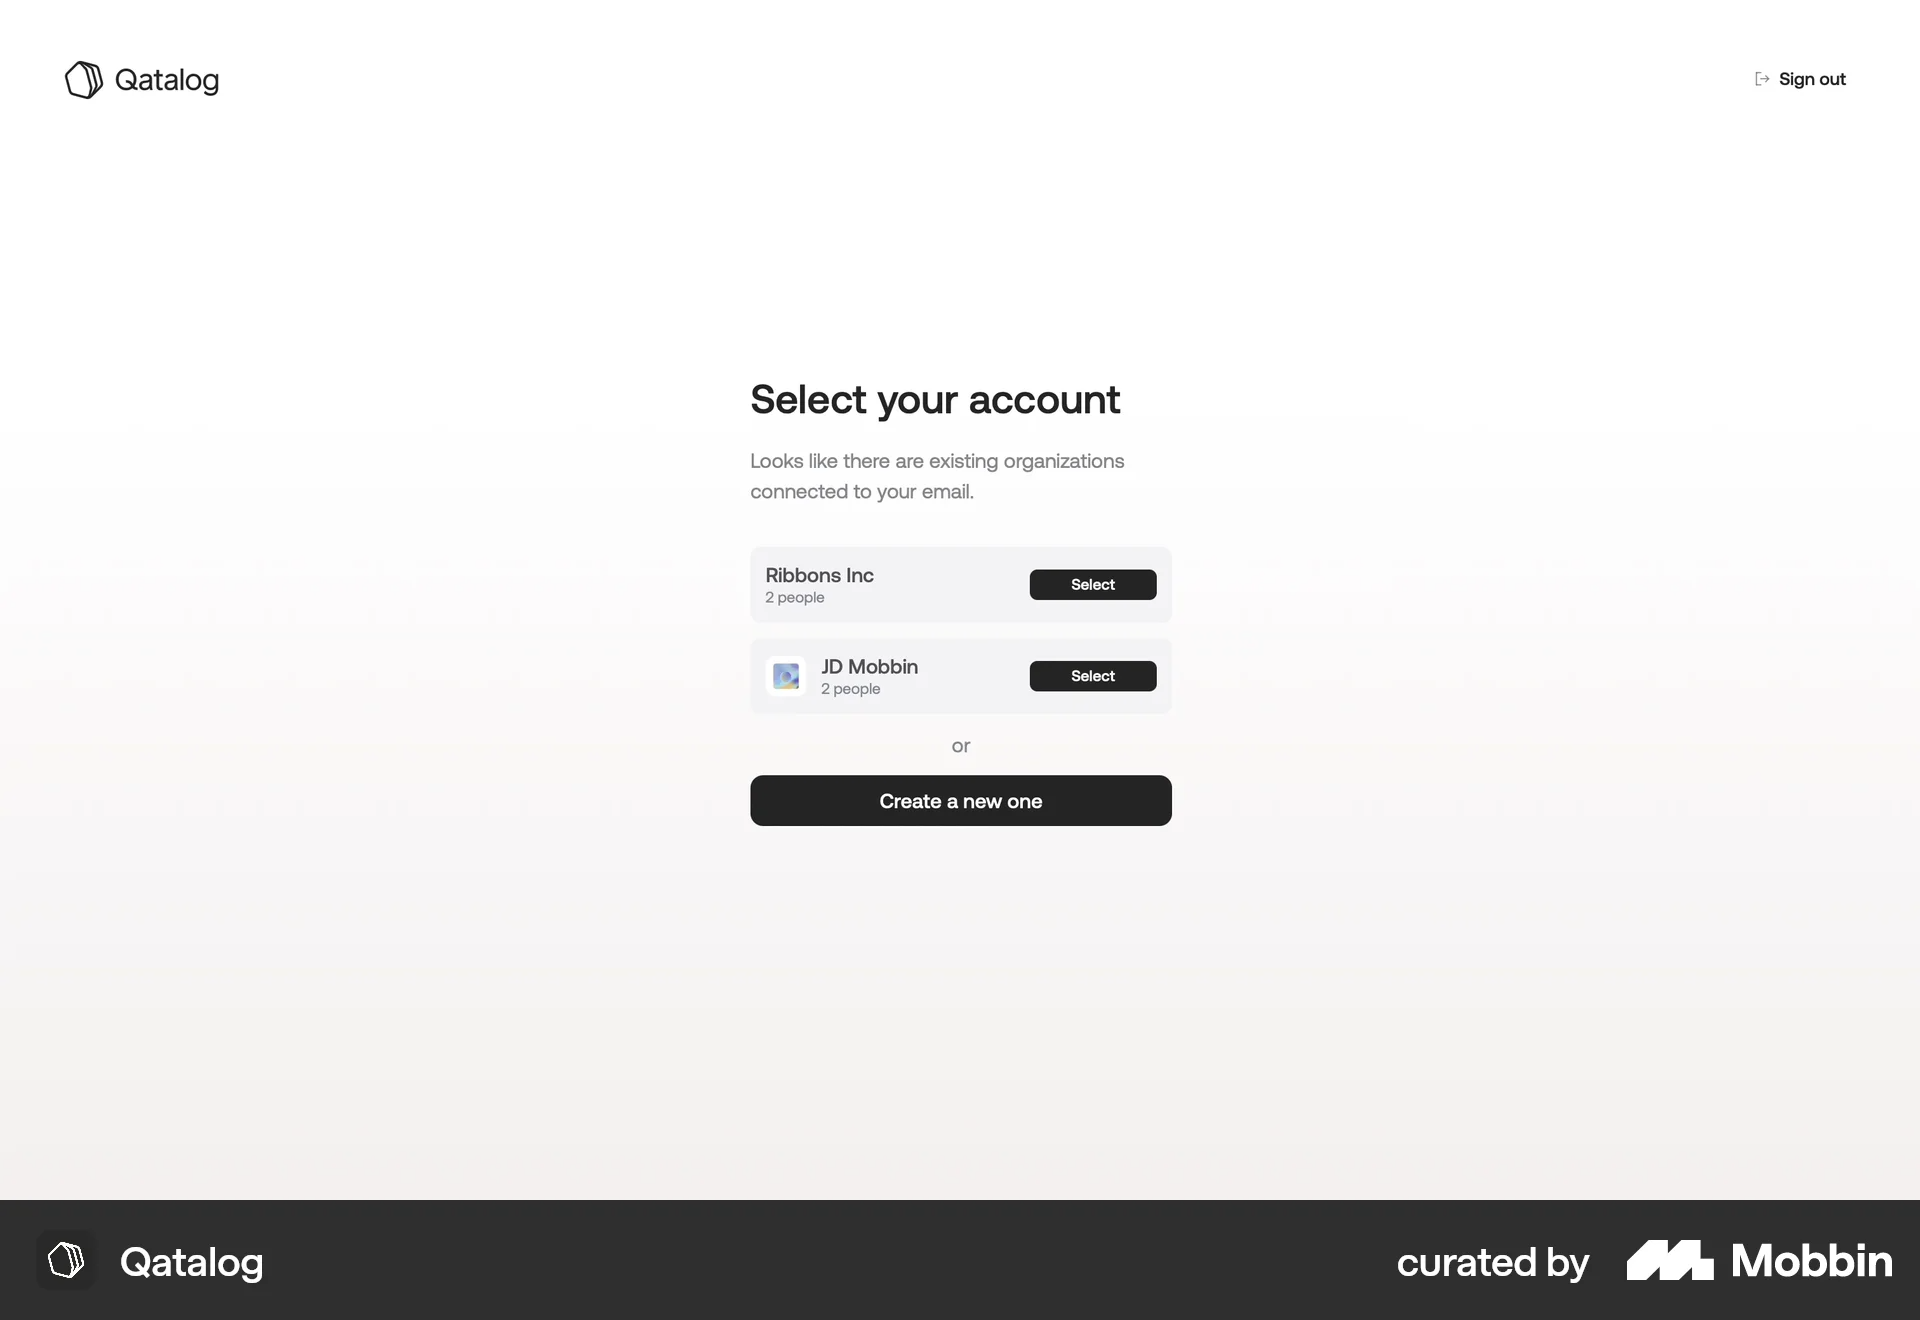 Qatalog
Sign out
Select your account
Looks like there are existing organizations
connected to your email.
Ribbons Inc
2 people
Select
JD Mobbin
2 people
Select
or
Create a new one
Qatalog
curated by
Mobbin